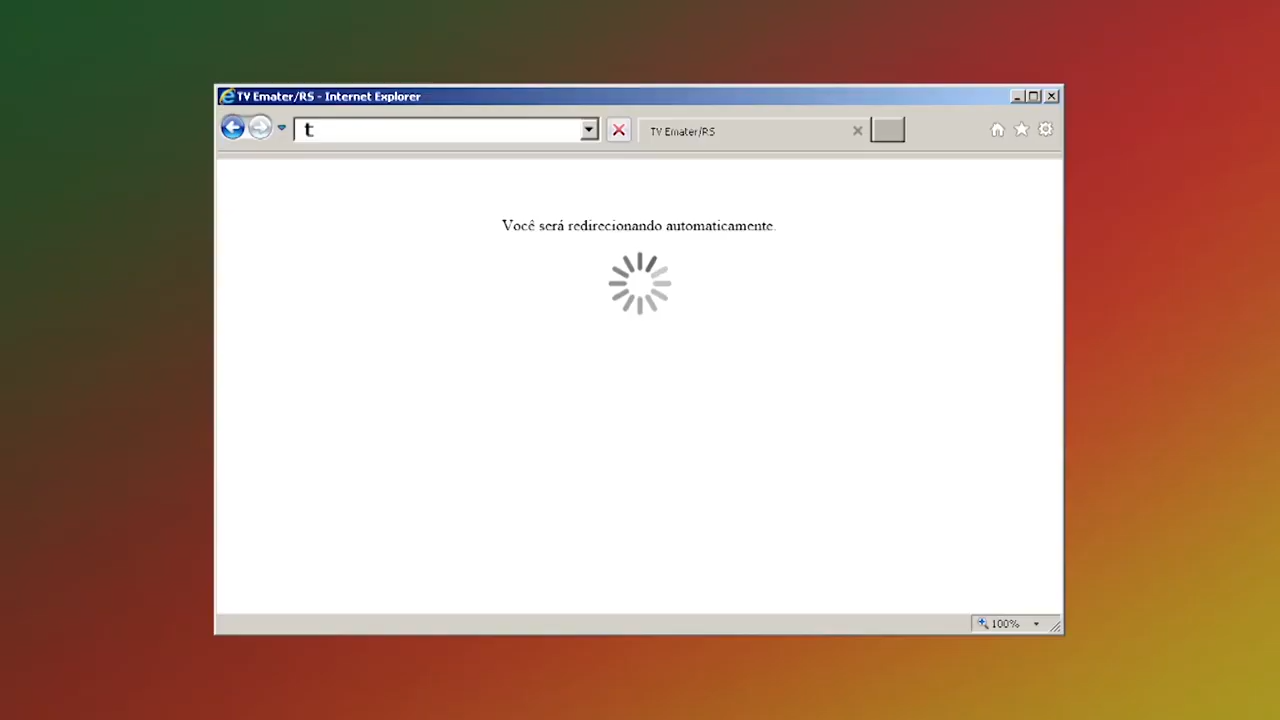 TV Emater/RS - Internet Explorer
t
TV Emater/RS
Você será redirecionando automaticamente.
100%